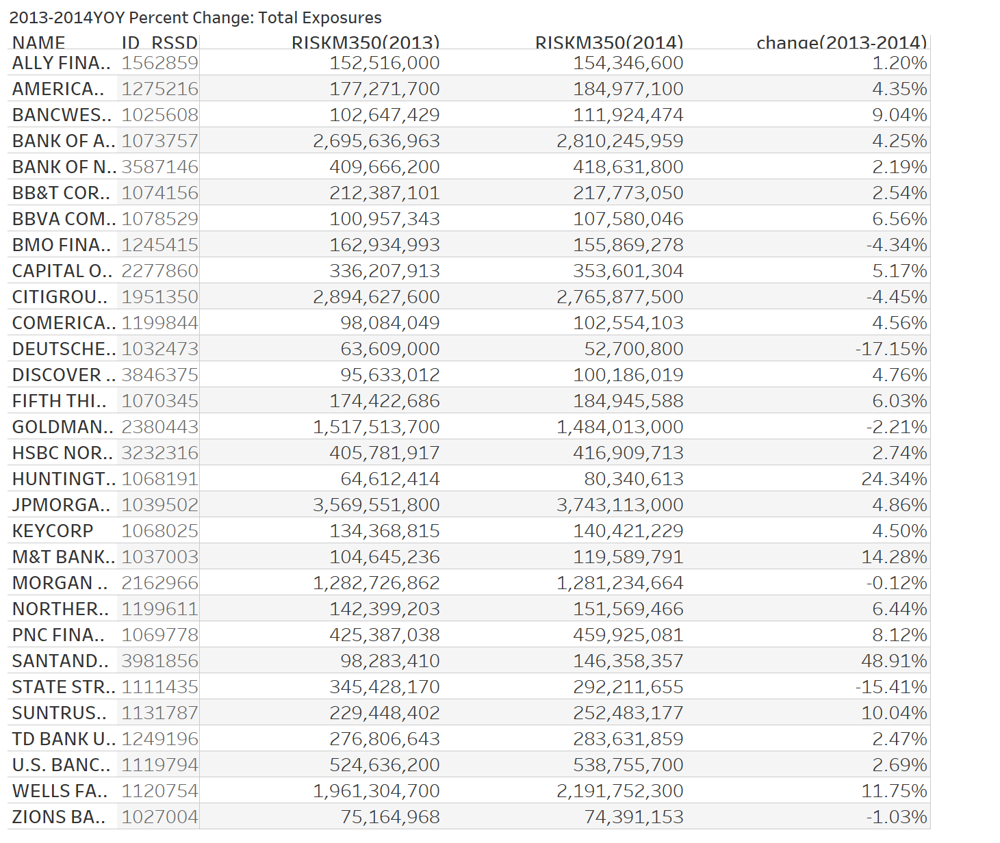 2013-2014YOY Percent Change: Total Exposures
NAME ID_RSSD RISKM350(2013) RISKM350(2014) change(2013-2014)
ALLY FINA.. 1562859 152,516,000 154,346,600 1.20%
AMERICA.. 1275216 177,271,700 184,977,100 4.35%
BANCWES.. 1025608 102,647,429 111,924,474 9.04%
BANK OF A.. 1073757 2,695,636,963 2,810,245,959 4.25%
BANK OF N.. 3587146 409,666,200 418,631,800 2.19%
BB&T COR.. 1074156 212,387,101 217,773,050 2.54%
BBVA COM.. 1078529 100,957,343 107,580,046 6.56%
BMO FINA.. 1245415 162,934,993 155,869,278 -4.34%
CAPITAL O.. 2277860 336,207,913 353,601,304 5.17%
CITIGROU.. 1951350 2,894,627,600 2,765,877,500 -4.45%
COMERICA.. 1199844 98,084,049 102,554,103 4.56%
DEUTSCHE.. 1032473 63,609,000 52,700,800 -17.15%
DISCOVER .. 3846375 95,633,012 100,186,019 4.76%
FIFTH THI.. 1070345 174,422,686 184,945,588 6.03%
GOLDMAN.. 2380443 1,517,513,700 1,484,013,000 -2.21%
HSBC NOR.. 3232316 405,781,917 416,909,713 2.74%
HUNTINGT.. 1068191 64,612,414 80,340,613 24.34%
JPMORGA.. 1039502 3,569,551,800 3,743,113,000 4.86%
KEYCORP 1068025 134,368,815 140,421,229 4.50%
M&T BANK.. 1037003 104,645,236 119,589,791 14.28%
MORGAN .. 2162966 1,282,726,862 1,281,234,664 -0.12%
NORTHER.. 1199611 142,399,203 151,569,466 6.44%
PNC FINA.. 1069778 425,387,038 459,925,081 8.12%
SANTAND.. 3981856 98,283,410 146,358,357 48.91%
STATE STR.. 1111435 345,428,170 292,211,655 -15.41%
SUNTRUS.. 1131787 229,448,402 252,483,177 10.04%
TD BANK U.. 1249196 276,806,643 283,631,859 2.47%
U.S. BANC.. 1119794 524,636,200 538,755,700 2.69%
WELLS FA.. 1120754 1,961,304,700 2,191,752,300 11.75%
ZIONS BA.. 1027004 75,164,968 74,391,153 -1.03%